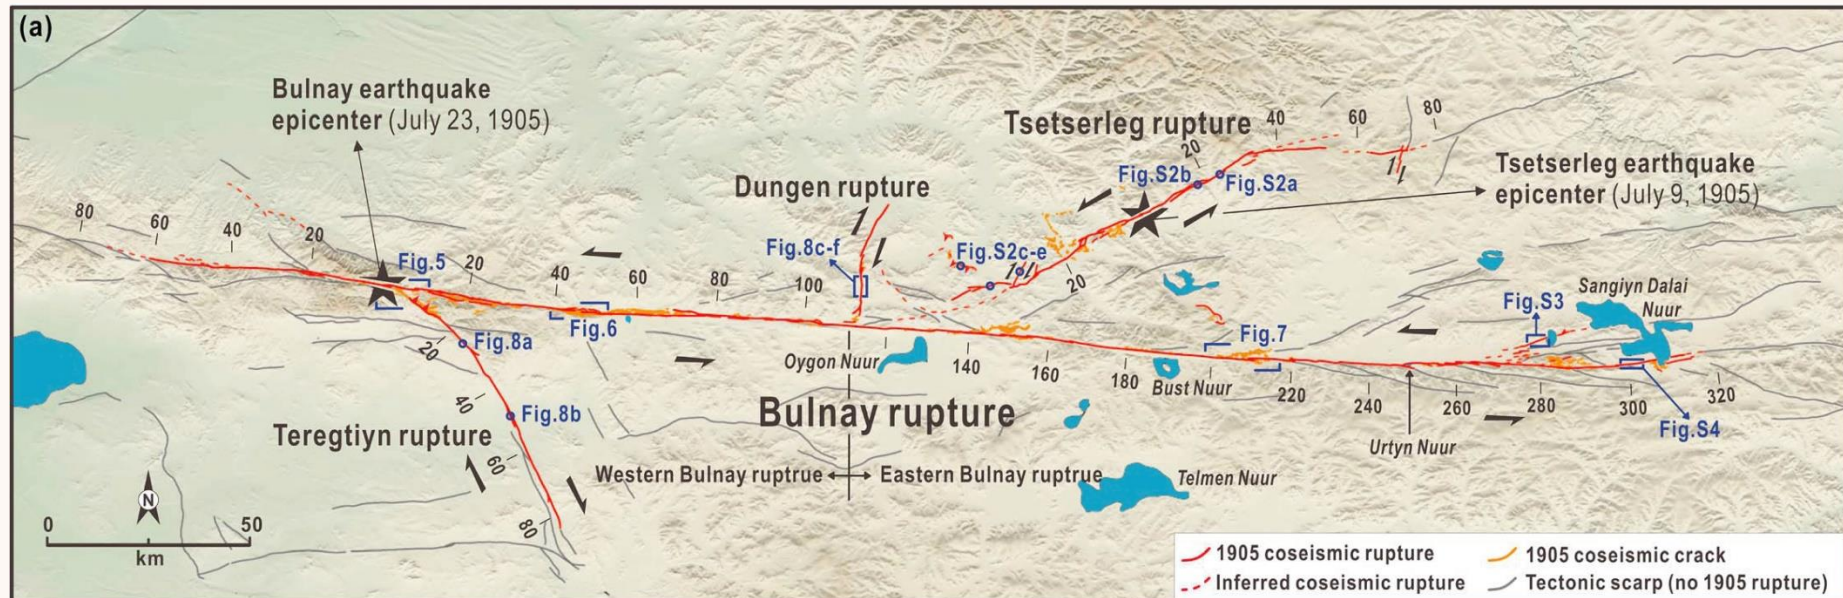 (a)
Bulnay earthquake
epicenter (July 23, 1905)
Tsetserleg rupture
40
60
80
20
Fig.S2b
Fig.S2a
Tsetserleg earthquake
epicenter (July 9, 1905)
Dungen rupture
80
60
40
20
Fig.5
20
40
60
80
100
Fig.8c-f
Fig.S2c-e
20
Fig.6
Fig.8a
20
Oygon Nuur
140
160
180
Bust Nuur
Fig.7
220
240
260
280
300
320
Fig.S3
Sangiyn Dalai
Nuur
Fig.S4
Urtyn Nuur
40
Fig.8b
Bulnay rupture
Teregtiyn rupture
60
80
Western Bulnay ruptrue
Eastern Bulnay ruptrue
Telmen Nuur
N
0
50
km
1905 coseismic rupture
1905 coseismic crack
Inferred coseismic rupture
Tectonic scarp (no 1905 rupture)